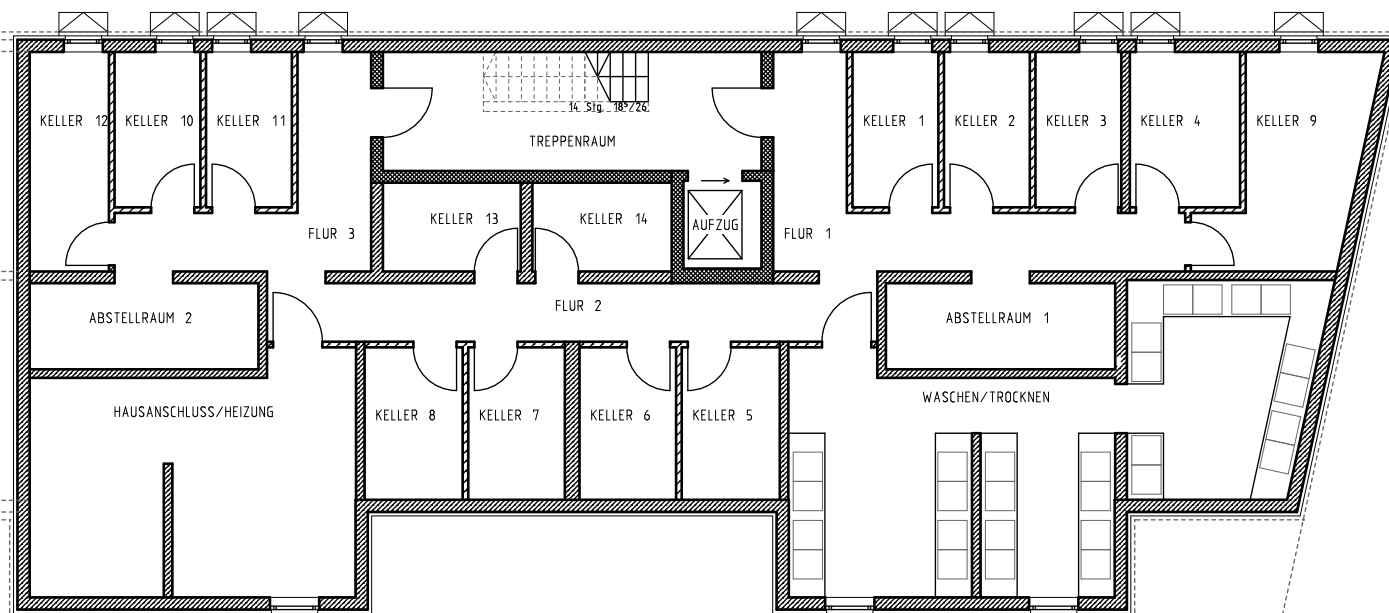 14 Stg. 18⁵/26
KELLER 12
KELLER 10
KELLER 11
TREPPENRAUM
KELLER 1
KELLER 2
KELLER 3
KELLER 4
KELLER 9
KELLER 13
KELLER 14
AUFZUG
FLUR 3
FLUR 1
FLUR 2
ABSTELLRAUM 2
ABSTELLRAUM 1
HAUSANSCHLUSS/HEIZUNG
KELLER 8
KELLER 7
KELLER 6
KELLER 5
WASCHEN/TROCKNEN